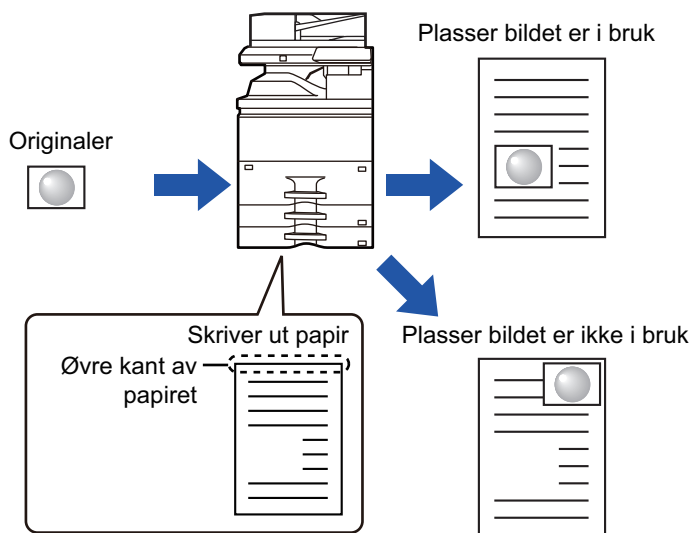 Plasser bildet er i bruk
Originaler
Skriver ut papir
Øvre kant av
papiret
Plasser bildet er ikke i bruk